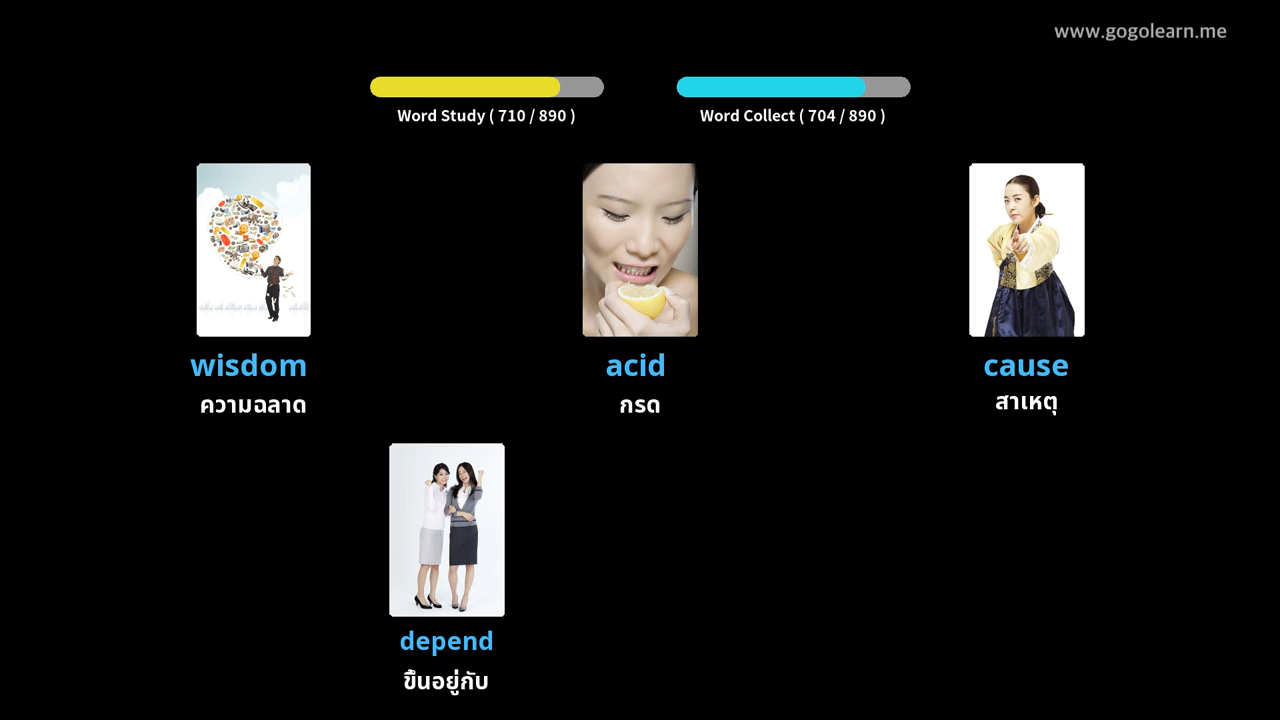 www.gogolearn.me
Word Study ( 710 / 890 )
Word Collect ( 704 / 890 )
wisdom
ความฉลาด
acid
กรด
cause
สาเหตุ
depend
ขึ้นอยู่กับ